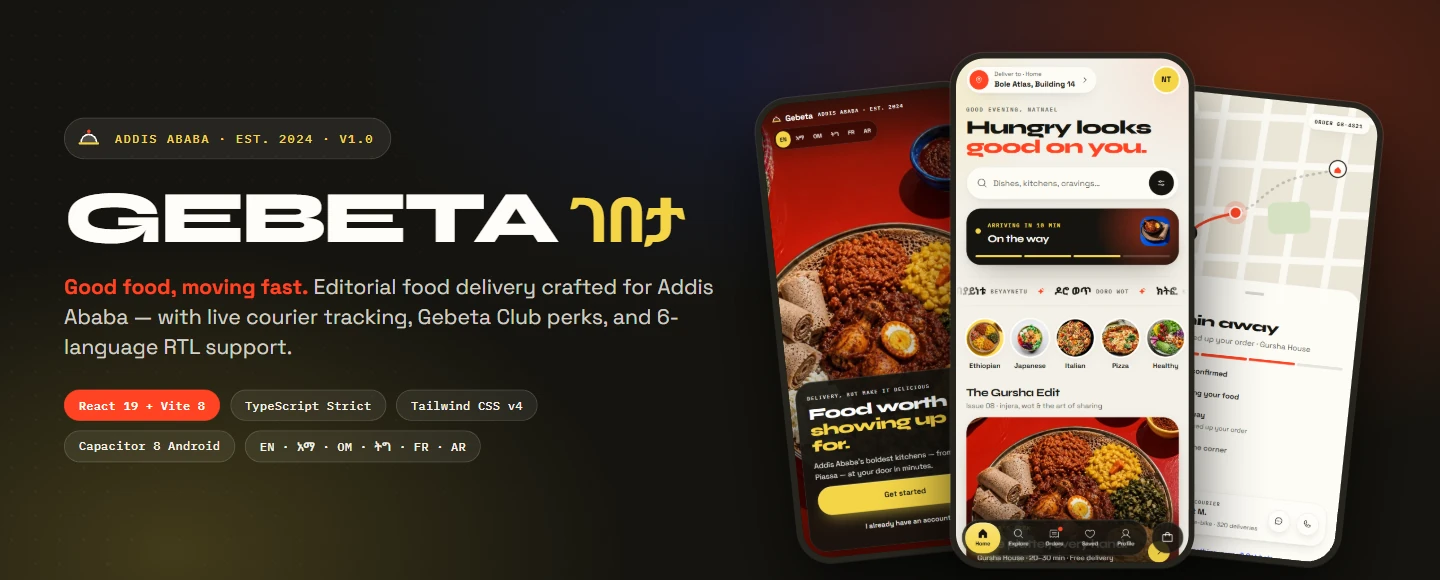 ADDIS ABABA · EST. 2024 · V1.0
GEBETA ገበታ
Good food, moving fast. Editorial food delivery crafted for Addis
Ababa — with live courier tracking, Gebeta Club perks, and 6-
language RTL support.
React 19 + Vite 8
TypeScript Strict
Tailwind CSS v4
Capacitor 8 Android
EN · አማ · OM · ትግ · FR · AR
Gebeta ADDIS ABABA · EST. 2024
EN አማ OM ትግ FR AR
DELIVERY, BUT MAKE IT DELICIOUS
Food worth
showing up
for.
Addis Ababa's boldest kitchens — from
Piassa — at your door in minutes.
Get started
I already have an account
Deliver to · Home
Bole Atlas, Building 14
NT
GOOD EVENING, NATNAEL
Hungry looks
good on you.
Dishes, kitchens, cravings...
ARRIVING IN 10 MIN
On the way
BEYAYNETU ዶሮ ወጥ DORO WOT ክትፎ
Ethiopian Japanese Italian Pizza Healthy
The Gursha Edit
Issue 08 · injera, wot & the art of sharing
Home Explore Orders Saved Profile
Gursha House · 20–30 min · Free delivery
ORDER GB-4821
away
up your order · Gursha House
your food
up your order
corner
COURIER
M.
· 320 deliveries